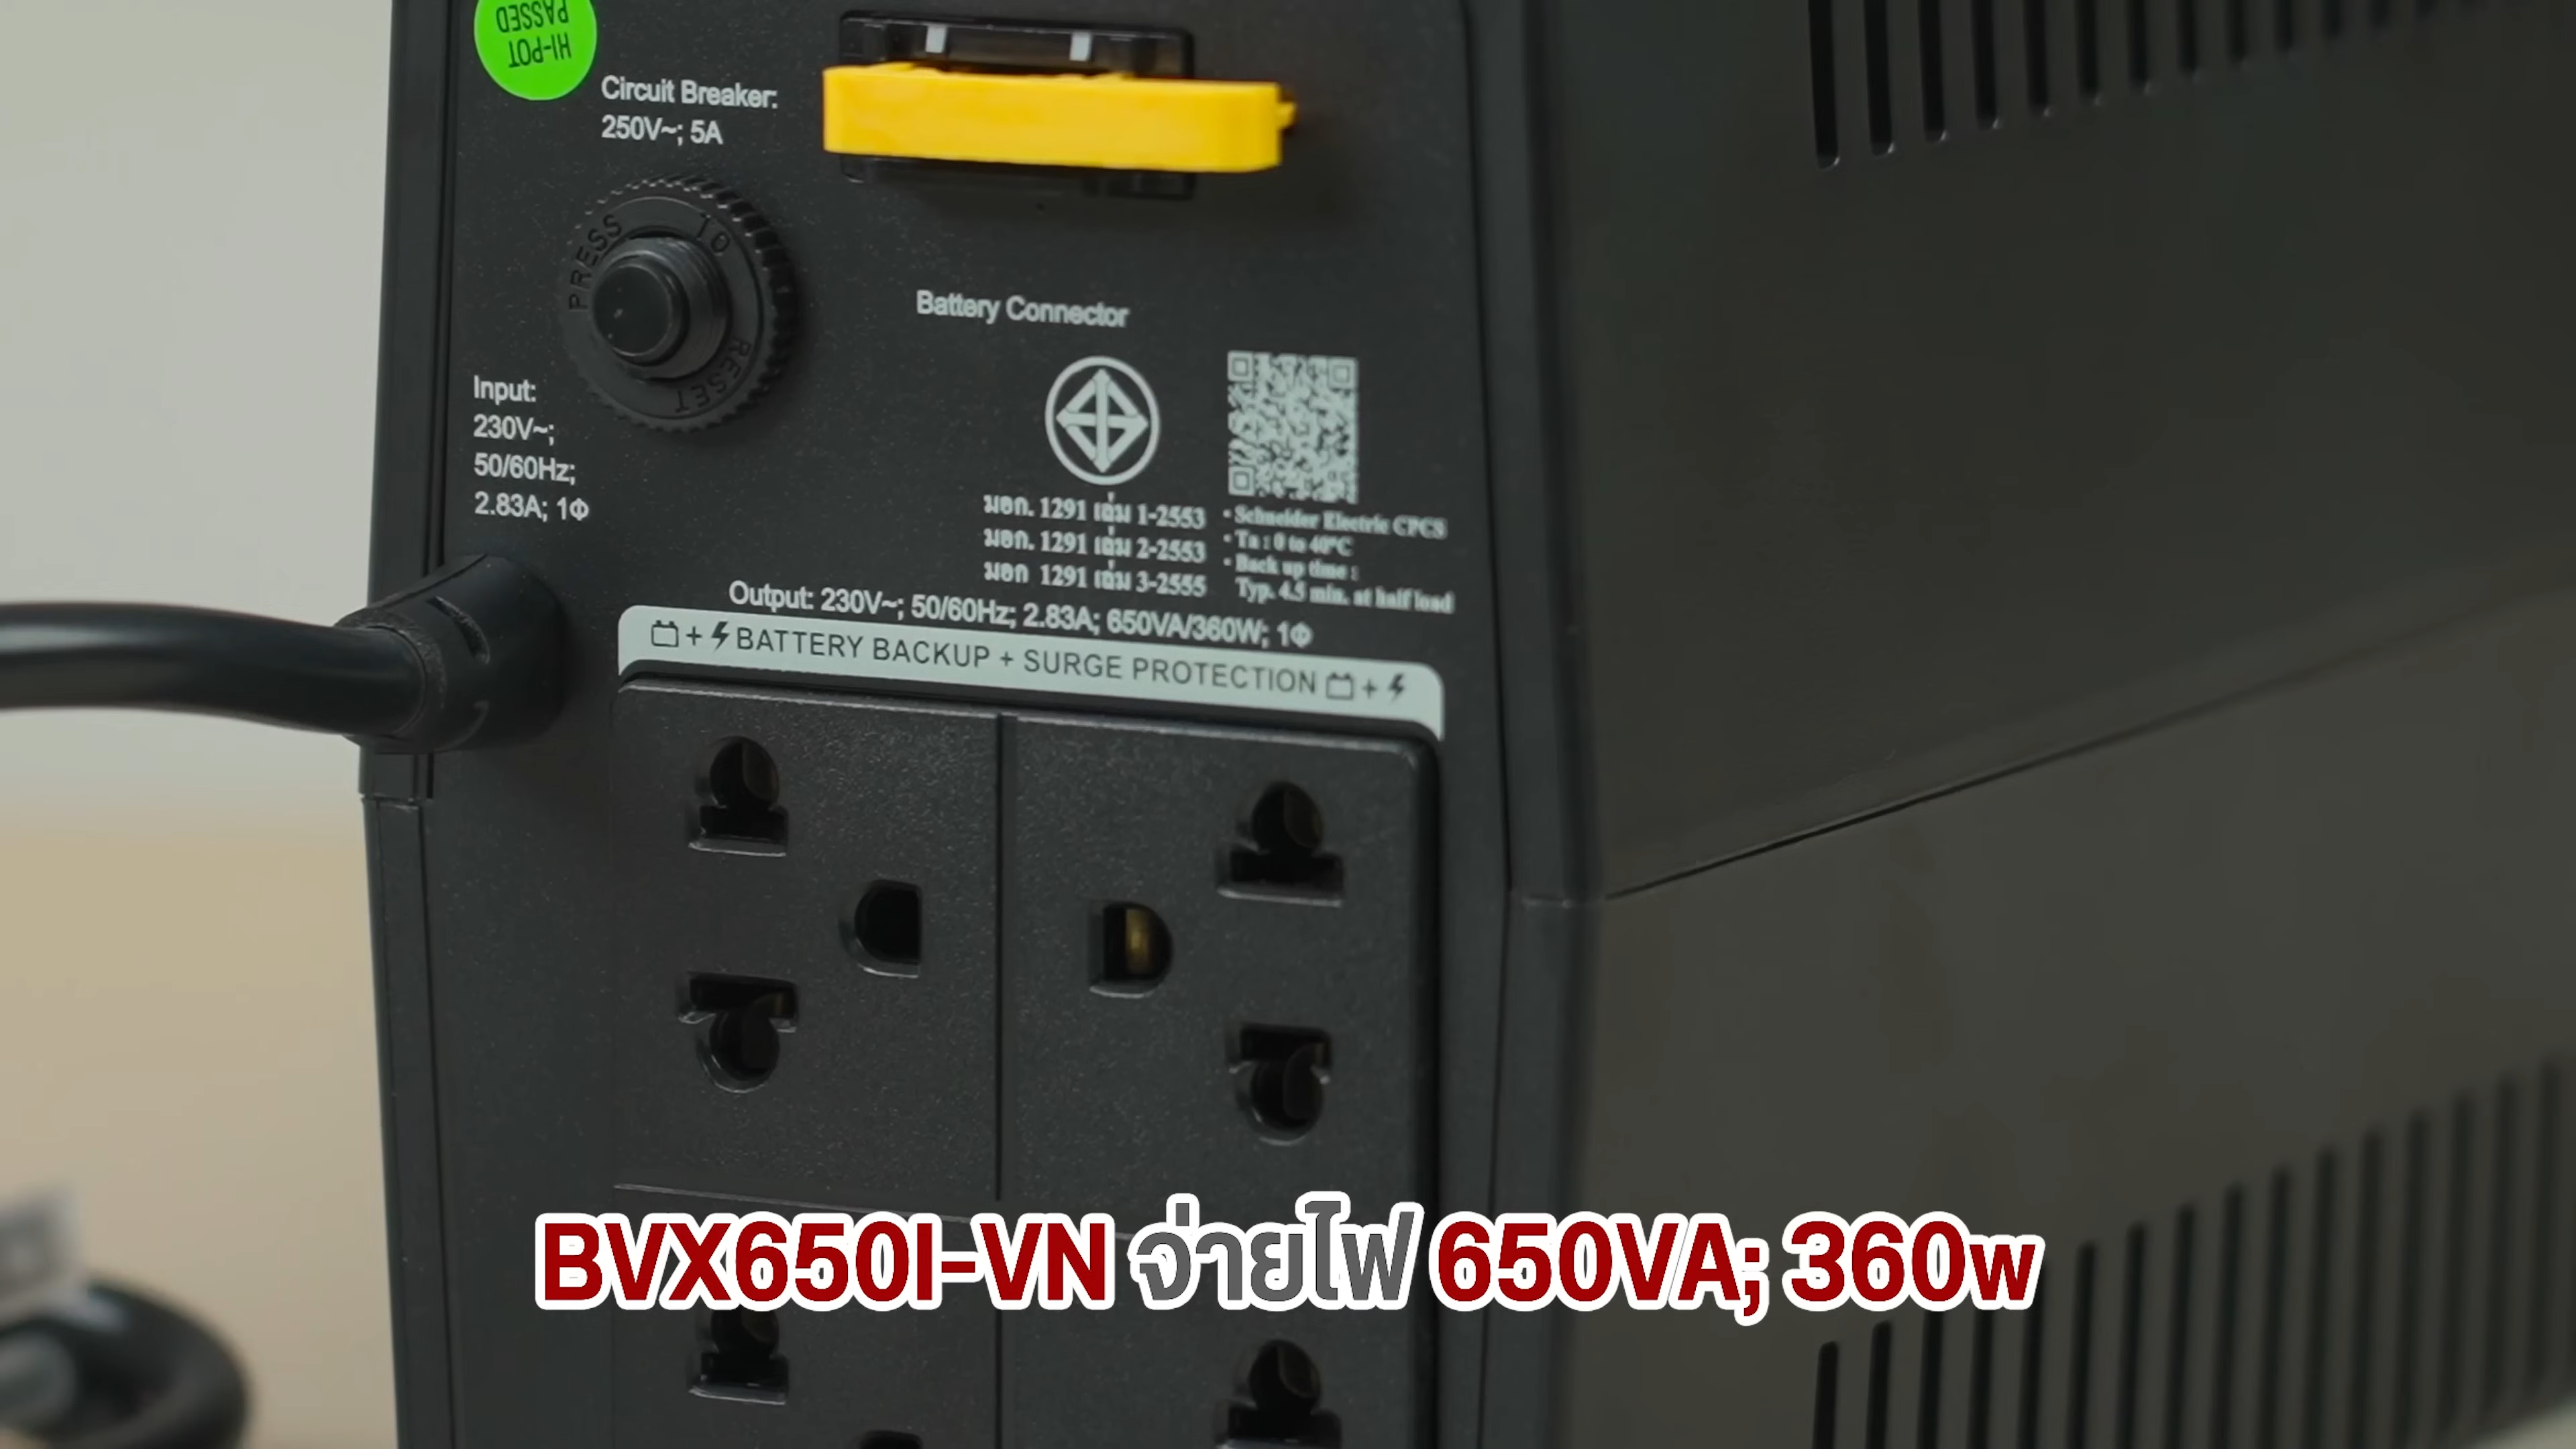 HI-POT
PASSED
Circuit Breaker:
250V~; 5A
PRESS TO RESET
Battery Connector
Input:
230V~;
50/60Hz;
2.83A; 1Φ
มอก. 1291 เล่ม 1-2553
มอก. 1291 เล่ม 2-2553
มอก 1291 เล่ม 3-2555
• Schneider Electric CPCS
• Ta : 0 to 40°C
• Back up time :
Typ. 4.5 min. at half load
Output: 230V~; 50/60Hz; 2.83A; 650VA/360W; 1Φ
BATTERY BACKUP + SURGE PROTECTION
BVX650I-VN จ่ายไฟ 650VA; 360w